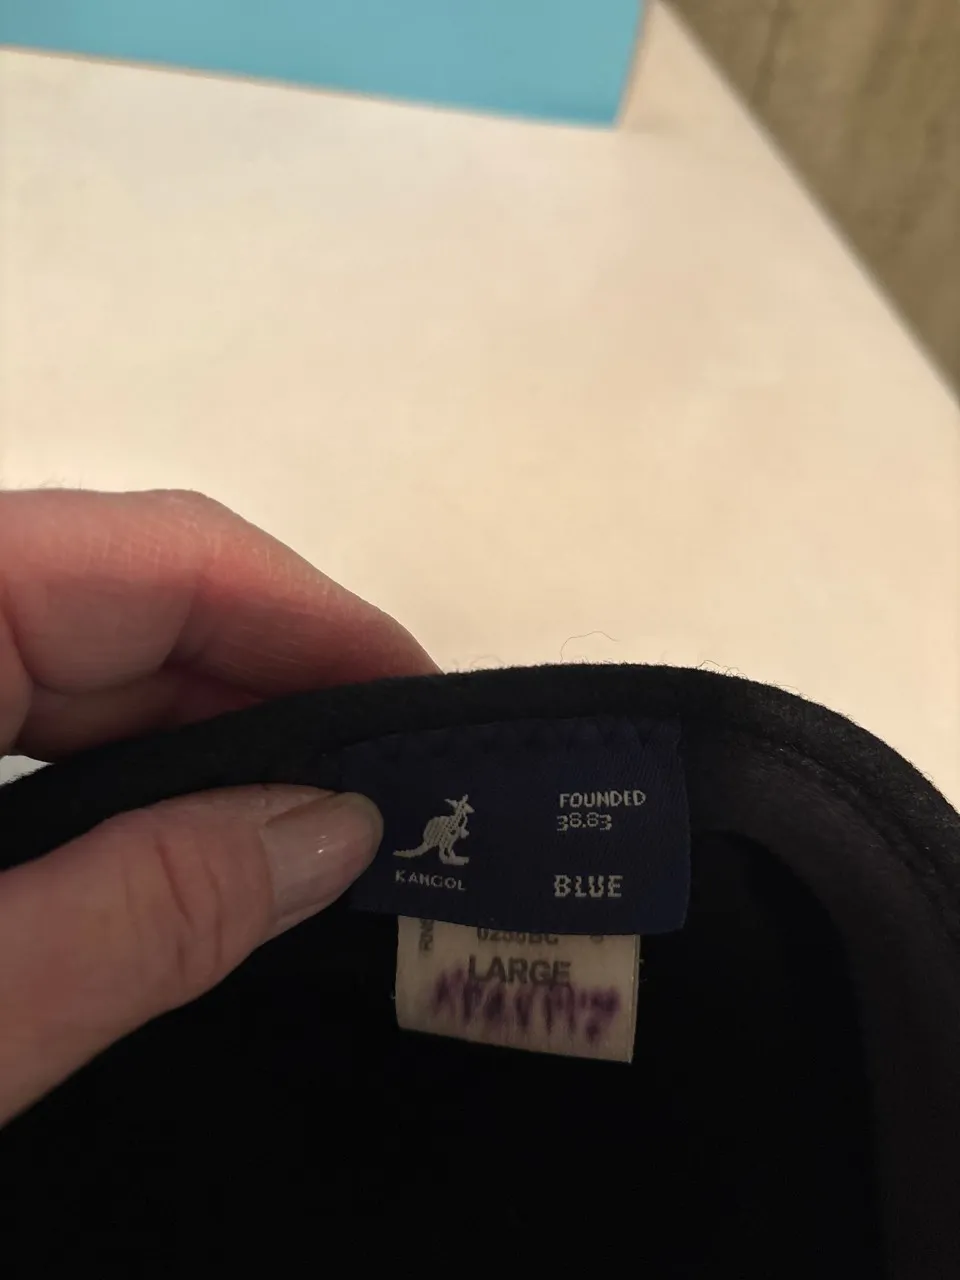 FOUNDED
38.83
KANGOL
BLUE
LARGE